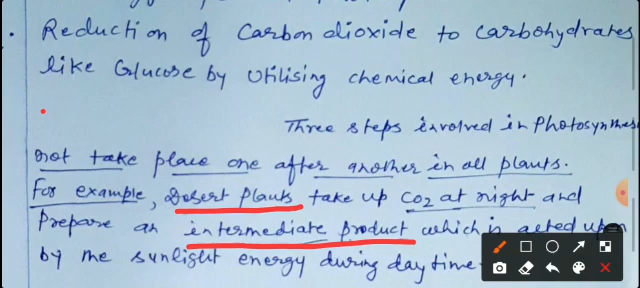 . Reduction of Carbon dioxide to carbohydrates
like Glucose by utilising chemical energy.
Three steps involved in Photosynthes
not take place one after another in all plants.
For example, Desert Plants take up CO2 at night and
Prepare an intermediate product which is acted upon
by the sunlight energy during day time.